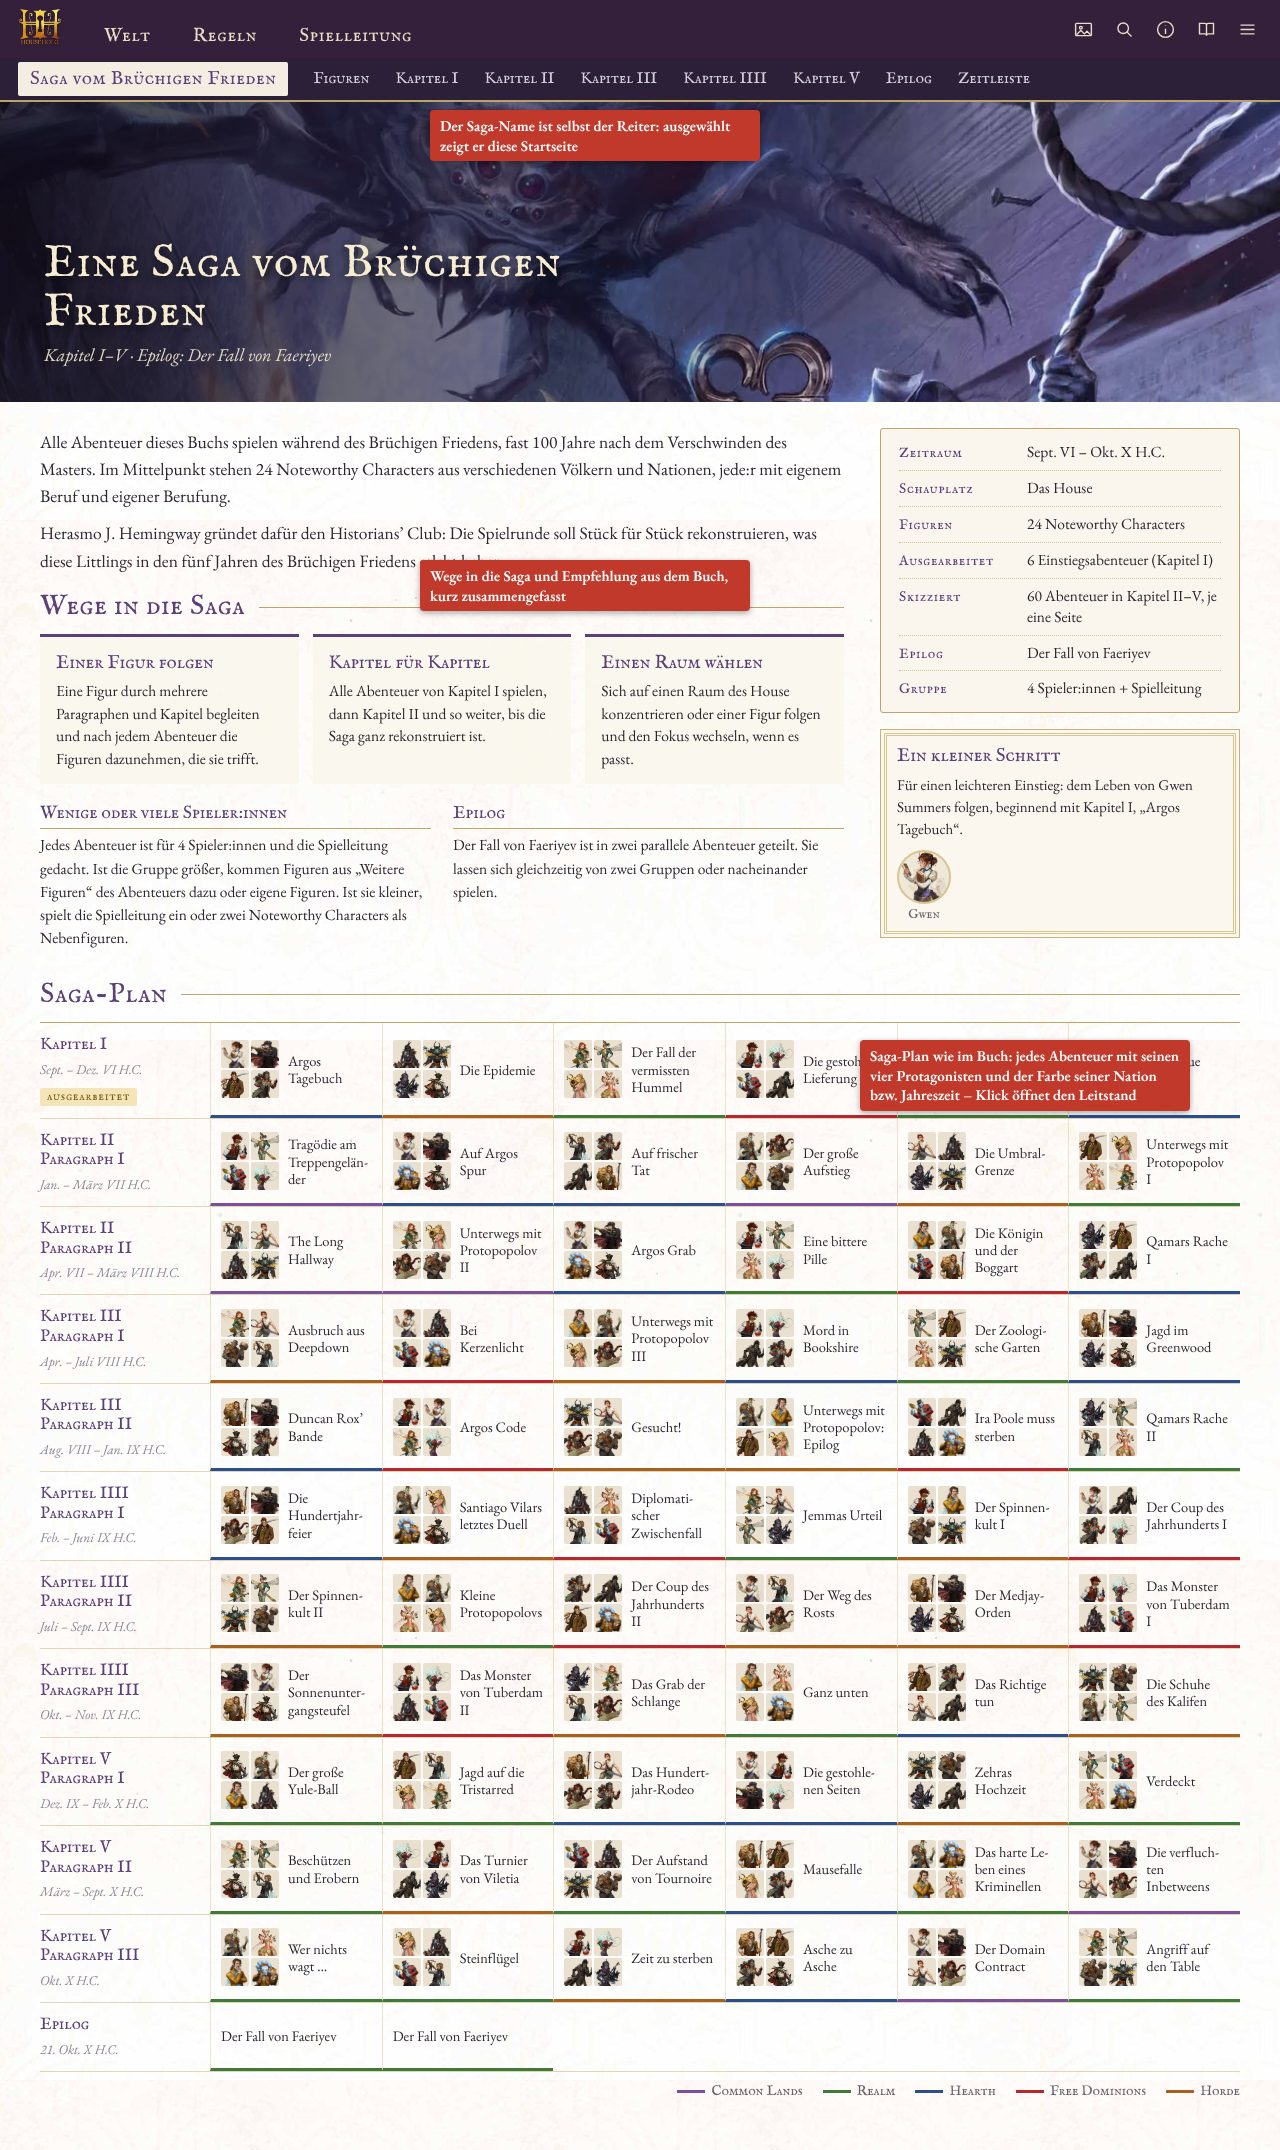 HOUSEHOLD
Welt Regeln Spielleitung
Saga vom Brüchigen Frieden Figuren Kapitel I Kapitel II Kapitel III Kapitel IIII Kapitel V Epilog Zeitleiste
Der Saga-Name ist selbst der Reiter: ausgewählt
zeigt er diese Startseite
Eine Saga vom Brüchigen
Frieden
Kapitel I–V · Epilog: Der Fall von Faeriyev
Alle Abenteuer dieses Buchs spielen während des Brüchigen Friedens, fast 100 Jahre nach dem Verschwinden des
Masters. Im Mittelpunkt stehen 24 Noteworthy Characters aus verschiedenen Völkern und Nationen, jede:r mit eigenem
Beruf und eigener Berufung.
Herasmo J. Hemingway gründet dafür den Historians’ Club: Die Spielrunde soll Stück für Stück rekonstruieren, was
diese Littlings in den fünf Jahren des Brüchigen Friedens
Wege in die Saga und Empfehlung aus dem Buch,
kurz zusammengefasst
Wege in die Saga
Einer Figur folgen
Eine Figur durch mehrere
Paragraphen und Kapitel begleiten
und nach jedem Abenteuer die
Figuren dazunehmen, die sie trifft.
Kapitel für Kapitel
Alle Abenteuer von Kapitel I spielen,
dann Kapitel II und so weiter, bis die
Saga ganz rekonstruiert ist.
Einen Raum wählen
Sich auf einen Raum des House
konzentrieren oder einer Figur folgen
und den Fokus wechseln, wenn es
passt.
Wenige oder viele Spieler:innen
Jedes Abenteuer ist für 4 Spieler:innen und die Spielleitung
gedacht. Ist die Gruppe größer, kommen Figuren aus „Weitere
Figuren“ des Abenteuers dazu oder eigene Figuren. Ist sie kleiner,
spielt die Spielleitung ein oder zwei Noteworthy Characters als
Nebenfiguren.
Epilog
Der Fall von Faeriyev ist in zwei parallele Abenteuer geteilt. Sie
lassen sich gleichzeitig von zwei Gruppen oder nacheinander
spielen.
Zeitraum Sept. VI – Okt. X H.C.
Schauplatz Das House
Figuren 24 Noteworthy Characters
Ausgearbeitet 6 Einstiegsabenteuer (Kapitel I)
Skizziert 60 Abenteuer in Kapitel II–V, je
eine Seite
Epilog Der Fall von Faeriyev
Gruppe 4 Spieler:innen + Spielleitung
Ein kleiner Schritt
Für einen leichteren Einstieg: dem Leben von Gwen
Summers folgen, beginnend mit Kapitel I, „Argos
Tagebuch“.
Gwen
Saga-Plan
Saga-Plan wie im Buch: jedes Abenteuer mit seinen
vier Protagonisten und der Farbe seiner Nation
bzw. Jahreszeit – Klick öffnet den Leitstand
Kapitel I
Sept. – Dez. VI H.C.
ausgearbeitet
Argos
Tagebuch
Die Epidemie
Der Fall der
vermissten
Hummel
Die
Lieferung
Kapitel II
Paragraph I
Jan. – März VII H.C.
Tragödie am
Treppengelän-
der
Auf Argos
Spur
Auf frischer
Tat
Der große
Aufstieg
Die Umbral-
Grenze
Unterwegs mit
Protopopolov
I
Kapitel II
Paragraph II
Apr. VII – März VIII H.C.
The Long
Hallway
Unterwegs mit
Protopopolov
II
Argos Grab
Eine bittere
Pille
Die Königin
und der
Boggart
Qamars Rache
I
Kapitel III
Paragraph I
Apr. – Juli VIII H.C.
Ausbruch aus
Deepdown
Bei
Kerzenlicht
Unterwegs mit
Protopopolov
III
Mord in
Bookshire
Der Zoologi-
sche Garten
Jagd im
Greenwood
Kapitel III
Paragraph II
Aug. VIII – Jan. IX H.C.
Duncan Rox’
Bande
Argos Code
Gesucht!
Unterwegs mit
Protopopolov:
Epilog
Ira Poole muss
sterben
Qamars Rache
II
Kapitel IIII
Paragraph I
Feb. – Juni IX H.C.
Die
Hundertjahr-
feier
Santiago Vilars
letztes Duell
Diplomati-
scher
Zwischenfall
Jemmas Urteil
Der Spinnen-
kult I
Der Coup des
Jahrhunderts I
Kapitel IIII
Paragraph II
Juli – Sept. IX H.C.
Der Spinnen-
kult II
Kleine
Protopopolovs
Der Coup des
Jahrhunderts
II
Der Weg des
Rosts
Der Medjay-
Orden
Das Monster
von Tuberdam
I
Kapitel IIII
Paragraph III
Okt. – Nov. IX H.C.
Der
Sonnenunter-
gangsteufel
Das Monster
von Tuberdam
II
Das Grab der
Schlange
Ganz unten
Das Richtige
tun
Die Schuhe
des Kalifen
Kapitel V
Paragraph I
Dez. IX – Feb. X H.C.
Der große
Yule-Ball
Jagd auf die
Tristarred
Das Hundert-
jahr-Rodeo
Die gestohle-
nen Seiten
Zehras
Hochzeit
Verdeckt
Kapitel V
Paragraph II
März – Sept. X H.C.
Beschützen
und Erobern
Das Turnier
von Viletia
Der Aufstand
von Tournoire
Mausefalle
Das harte Le-
ben eines
Kriminellen
Die verfluch-
ten
Inbetweens
Kapitel V
Paragraph III
Okt. X H.C.
Wer nichts
wagt …
Steinflügel
Zeit zu sterben
Asche zu
Asche
Der Domain
Contract
Angriff auf
den Table
Epilog
21. Okt. X H.C.
Der Fall von Faeriyev
Der Fall von Faeriyev
Common Lands Realm Hearth Free Dominions Horde